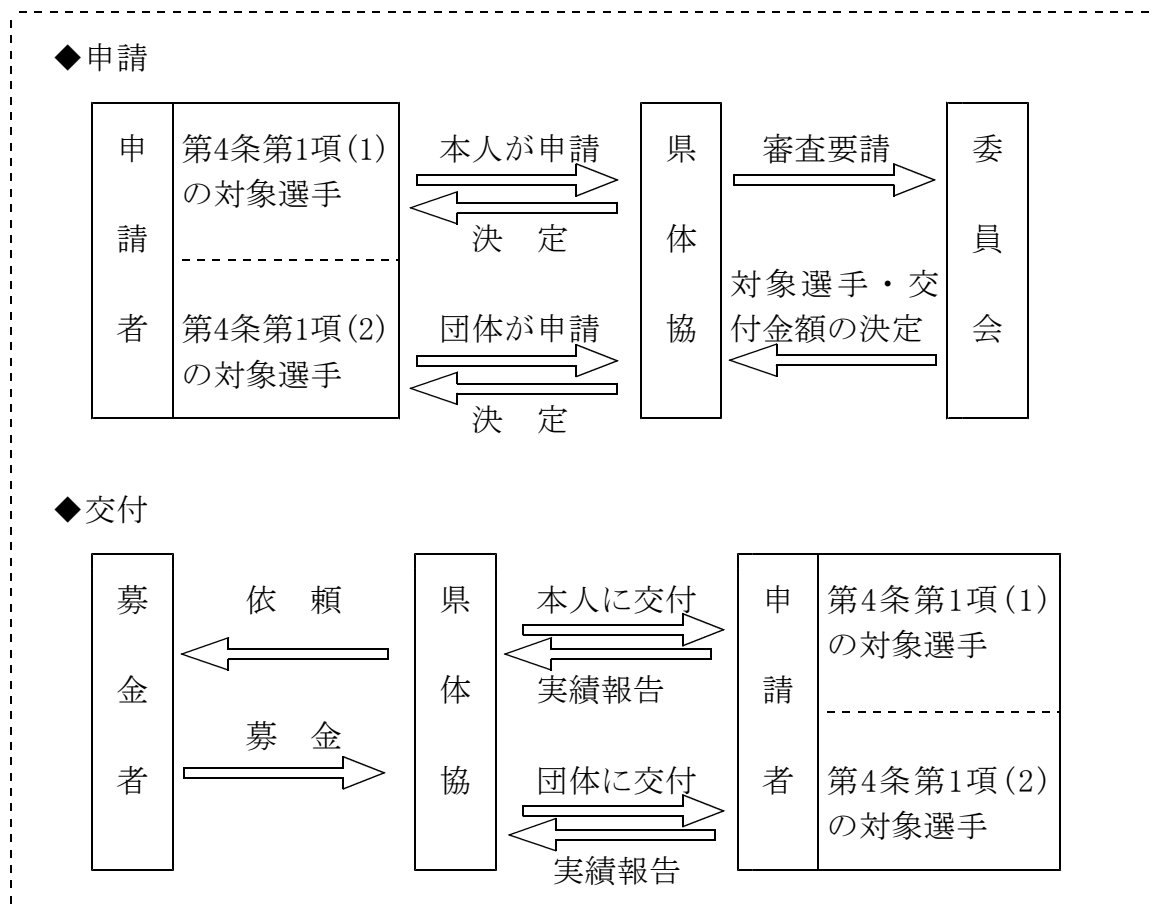 ◆申請
申請者
第4条第1項(1)
の対象選手
第4条第1項(2)
の対象選手
本人が申請
決　定
団体が申請
決　定
県体協
審査要請
対象選手・交
付金額の決定
委員会
◆交付
募金者
依　頼
募　金
県体協
本人に交付
実績報告
団体に交付
実績報告
申請者
第4条第1項(1)
の対象選手
第4条第1項(2)
の対象選手